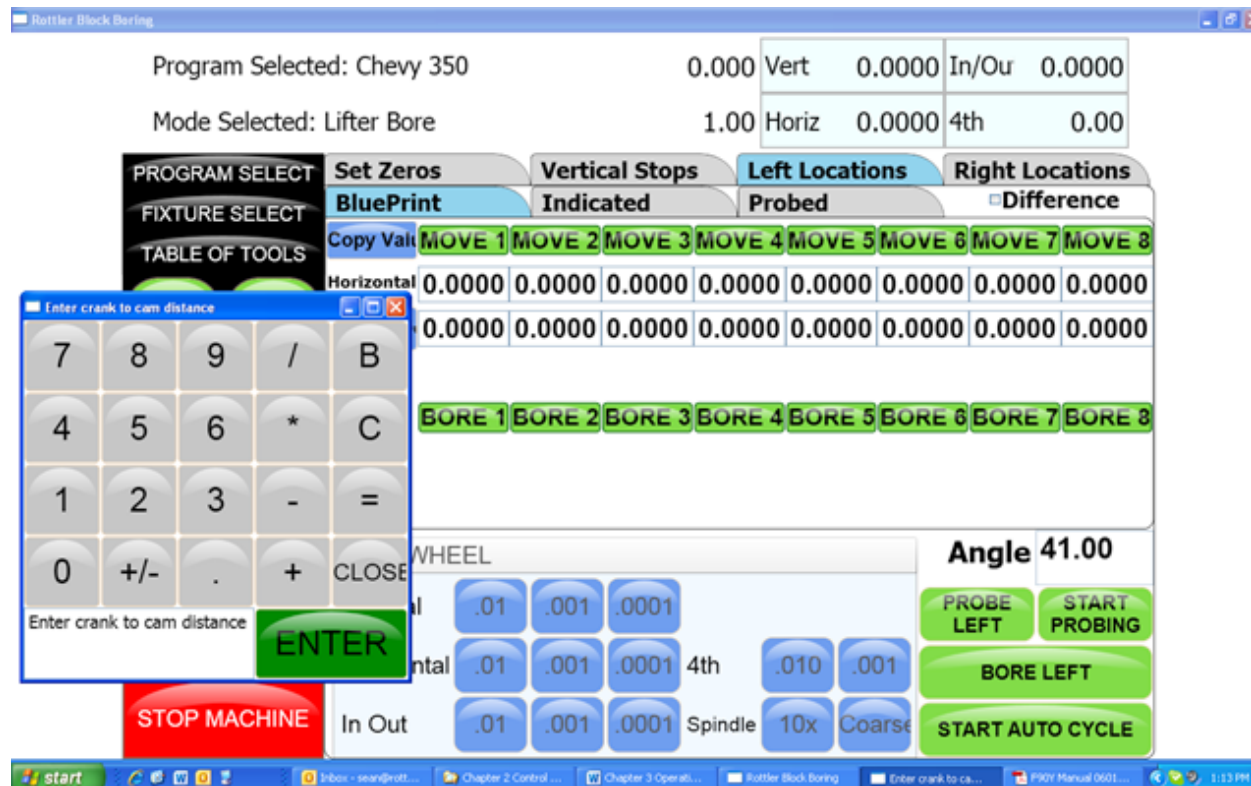 Rottler Block Boring
Program Selected: Chevy 350 0.000 Vert 0.0000 In/Ou 0.0000
Mode Selected: Lifter Bore 1.00 Horiz 0.0000 4th 0.00
PROGRAM SELECT
FIXTURE SELECT
TABLE OF TOOLS
Set Zeros Vertical Stops Left Locations Right Locations
BluePrint Indicated Probed Difference
Copy Valu MOVE 1 MOVE 2 MOVE 3 MOVE 4 MOVE 5 MOVE 6 MOVE 7 MOVE 8
Horizontal 0.0000 0.0000 0.0000 0.0000 0.0000 0.0000 0.0000 0.0000
0.0000 0.0000 0.0000 0.0000 0.0000 0.0000 0.0000 0.0000
BORE 1 BORE 2 BORE 3 BORE 4 BORE 5 BORE 6 BORE 7 BORE 8
Enter crank to cam distance
7 8 9 / B
4 5 6 * C
1 2 3 - =
0 +/- . + CLOSE
Enter crank to cam distance
ENTER
WHEEL
Angle 41.00
.01 .001 .0001
ntal .01 .001 .0001 4th .010 .001
In Out .01 .001 .0001 Spindle 10x Coarse
PROBE LEFT START PROBING
BORE LEFT
START AUTO CYCLE
STOP MACHINE
start Inbox - sean@rott... Chapter 2 Control ... Chapter 3 Operati... Rottler Block Boring Enter crank to ca... P90Y Manual 0601... 1:13 PM